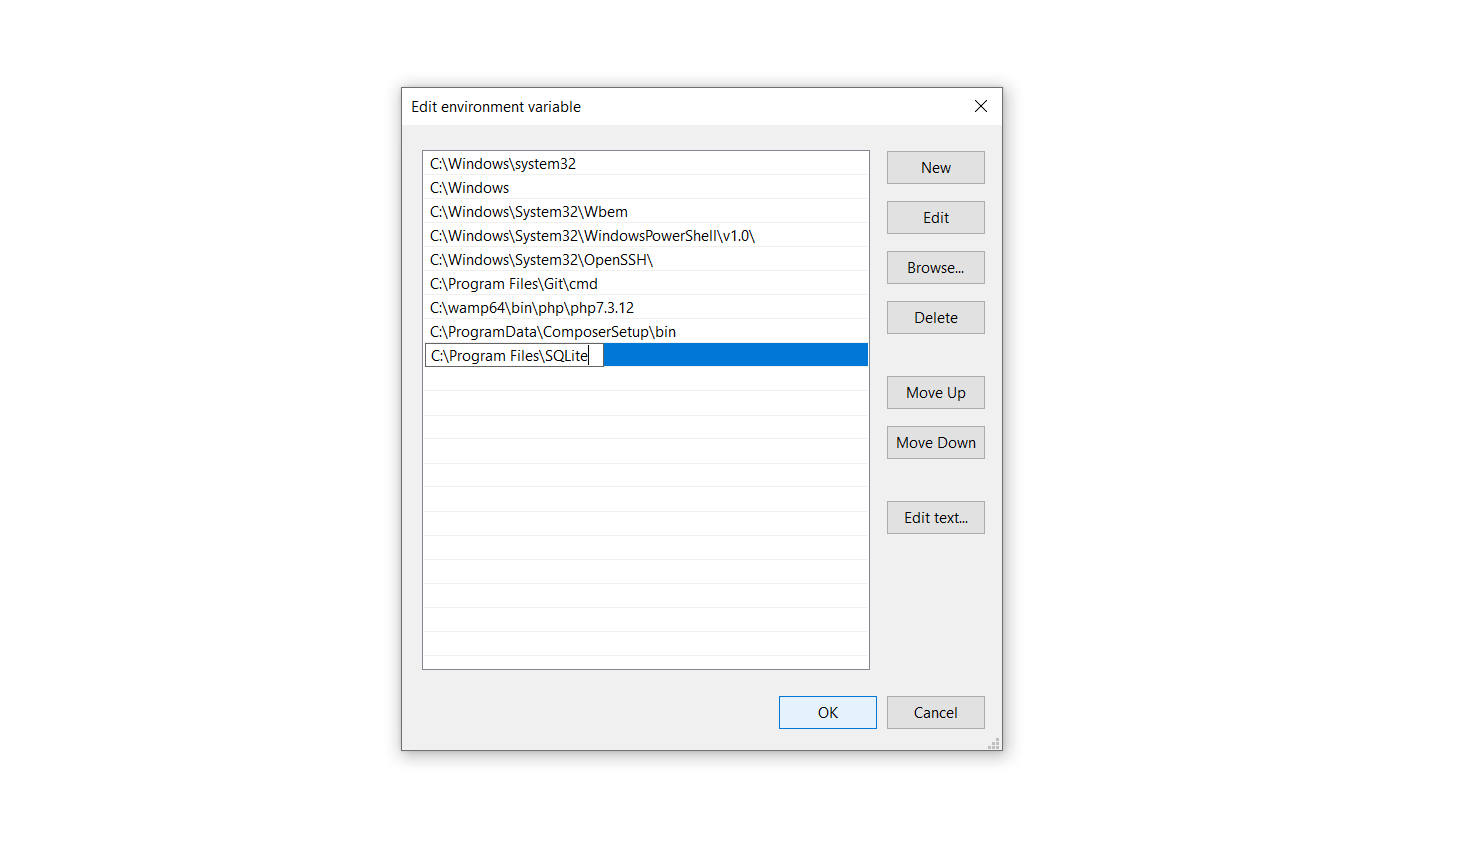 Edit environment variable
C:\Windows\system32
C:\Windows
C:\Windows\System32\Wbem
C:\Windows\System32\WindowsPowerShell\v1.0\
C:\Windows\System32\OpenSSH\
C:\Program Files\Git\cmd
C:\wamp64\bin\php\php7.3.12
C:\ProgramData\ComposerSetup\bin
C:\Program Files\SQLite
New
Edit
Browse...
Delete
Move Up
Move Down
Edit text...
OK
Cancel